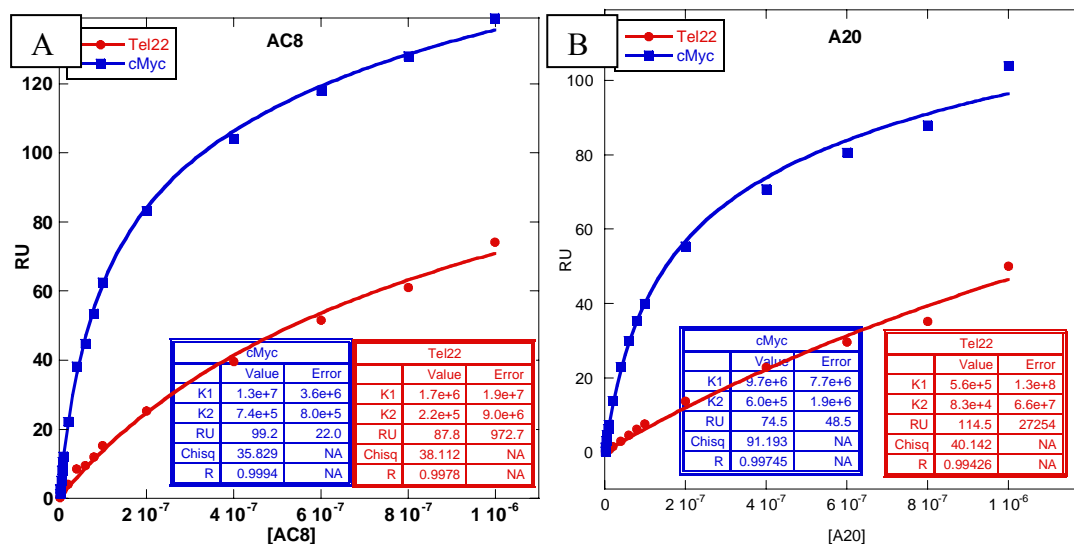 A
AC8
Tel22
cMyc
RU
120
100
80
60
40
20
0
cMyc
Value Error
K1 1.3e+7 3.6e+6
K2 7.4e+5 8.0e+5
RU 99.2 22.0
Chisq 35.829 NA
R 0.9994 NA
Tel22
Value Error
K1 1.7e+6 1.9e+7
K2 2.2e+5 9.0e+6
RU 87.8 972.7
Chisq 38.112 NA
R 0.9978 NA
0 2 10⁻⁷ 4 10⁻⁷ 6 10⁻⁷ 8 10⁻⁷ 1 10⁻⁶
[AC8]
B
A20
Tel22
cMyc
RU
100
80
60
40
20
0
cMyc
Value Error
K1 9.7e+6 7.7e+6
K2 6.0e+5 1.9e+6
RU 74.5 48.5
Chisq 91.193 NA
R 0.99745 NA
Tel22
Value Error
K1 5.6e+5 1.3e+8
K2 8.3e+4 6.6e+7
RU 114.5 27254
Chisq 40.142 NA
R 0.99426 NA
0 2 10⁻⁷ 4 10⁻⁷ 6 10⁻⁷ 8 10⁻⁷ 1 10⁻⁶
[A20]